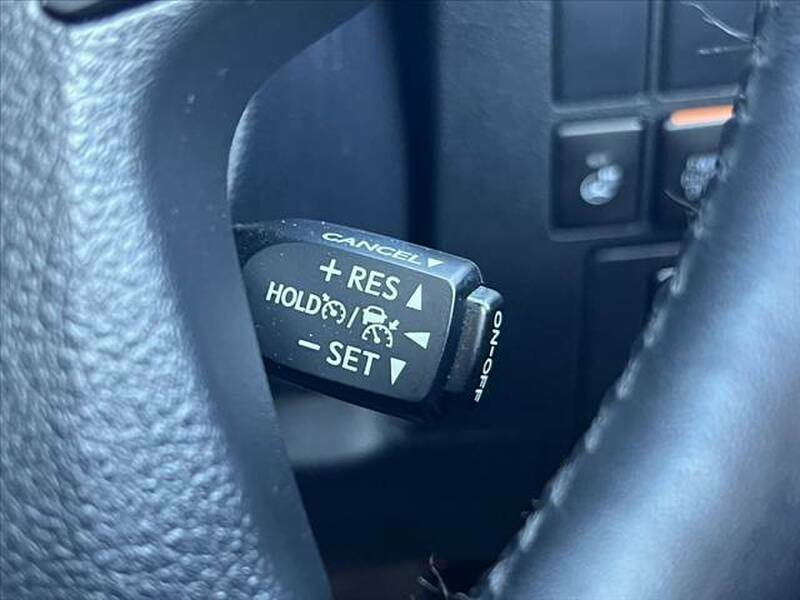 CANCEL▼
+ RES▲
HOLD /
− SET▼
ON-OFF